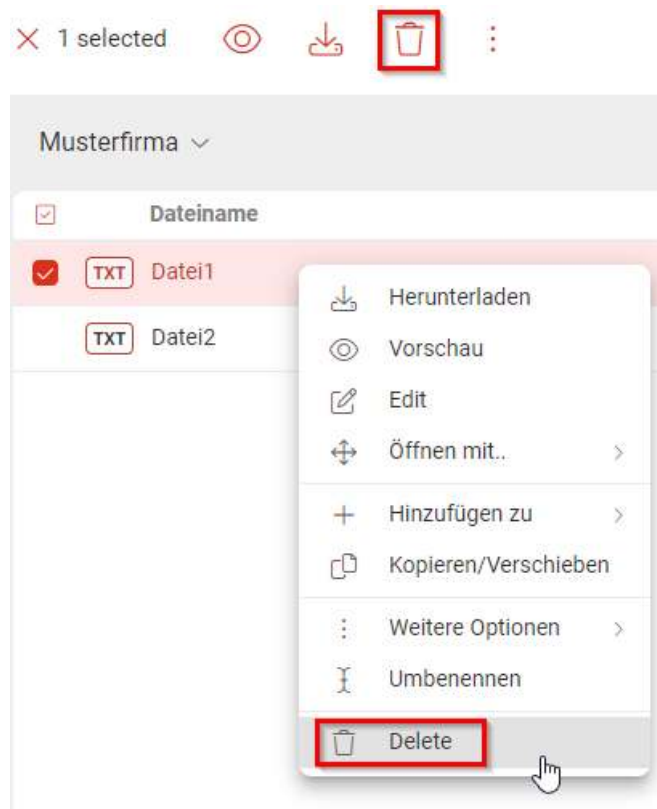 1 selected
Musterfirma
Dateiname
TXT Datei1
TXT Datei2
Herunterladen
Vorschau
Edit
Öffnen mit..
Hinzufügen zu
Kopieren/Verschieben
Weitere Optionen
Umbenennen
Delete